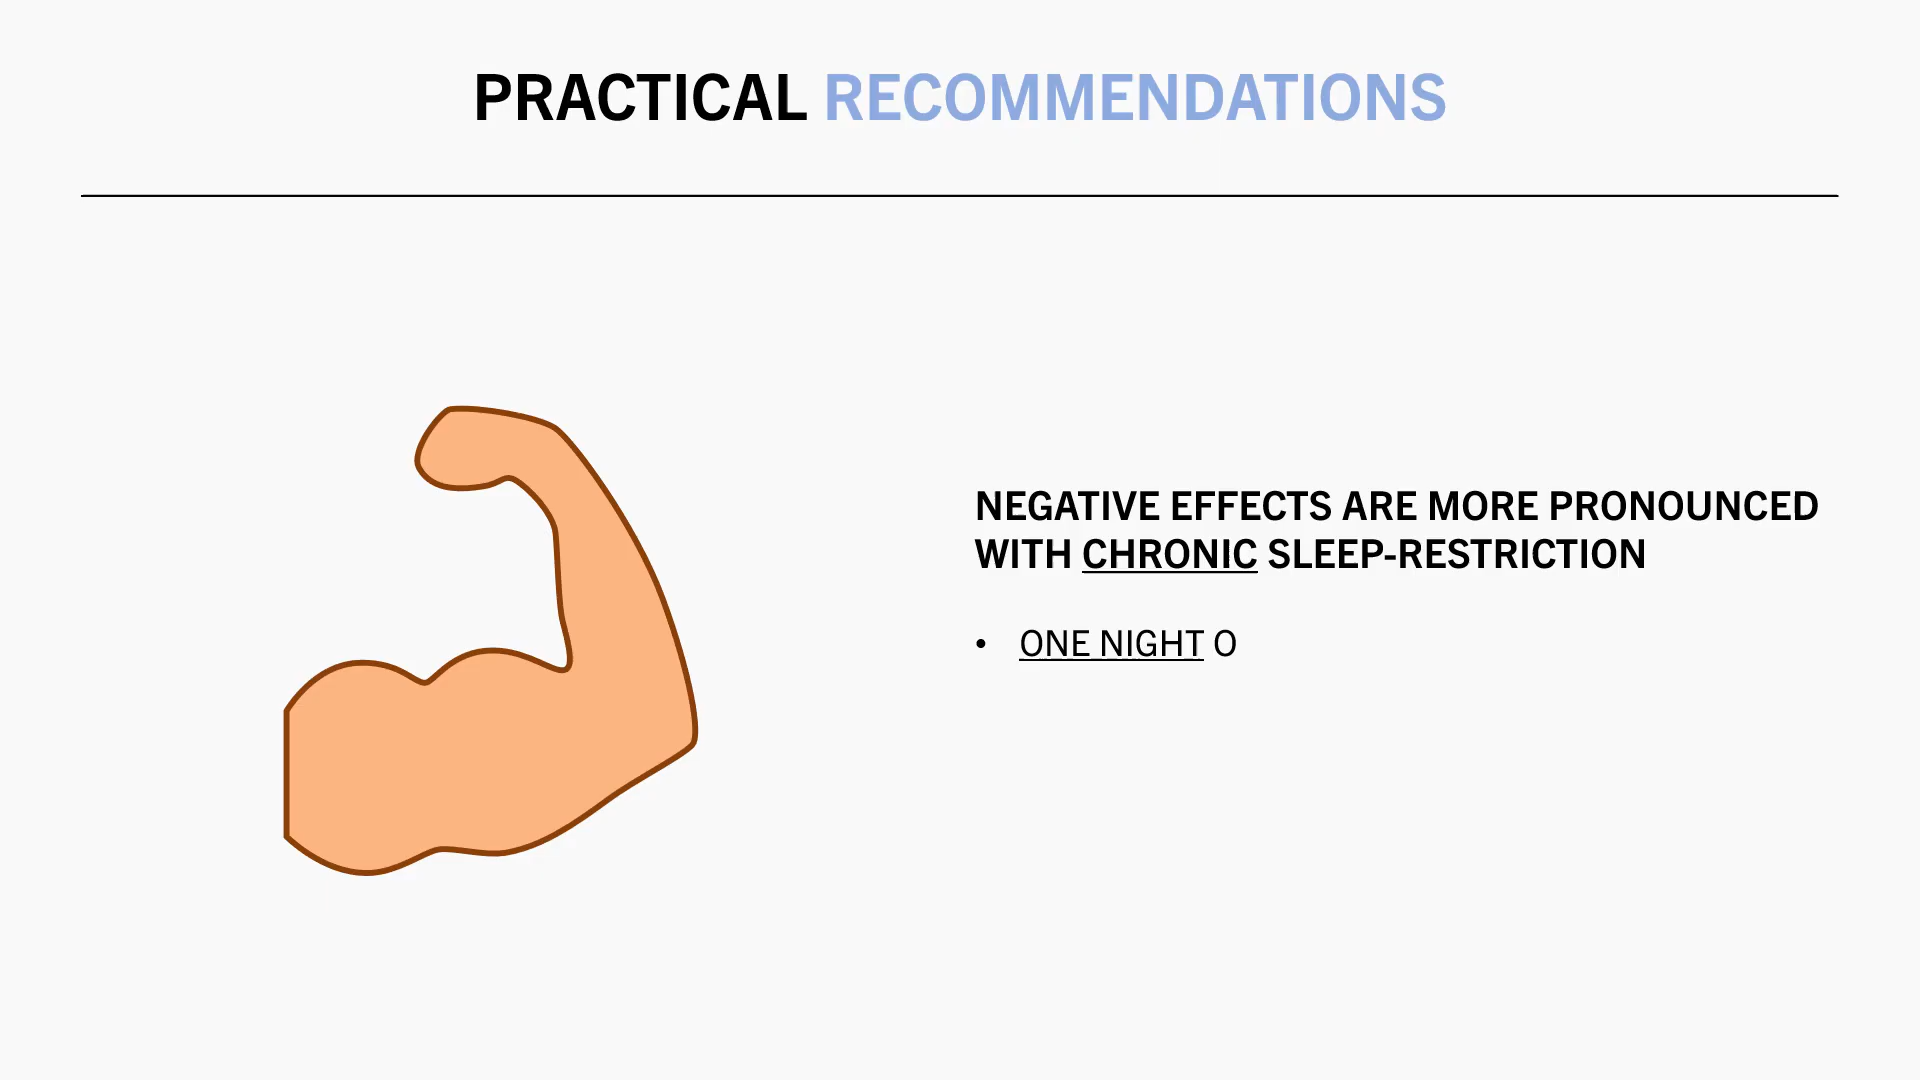 PRACTICAL RECOMMENDATIONS
NEGATIVE EFFECTS ARE MORE PRONOUNCED
WITH CHRONIC SLEEP-RESTRICTION
• ONE NIGHT O